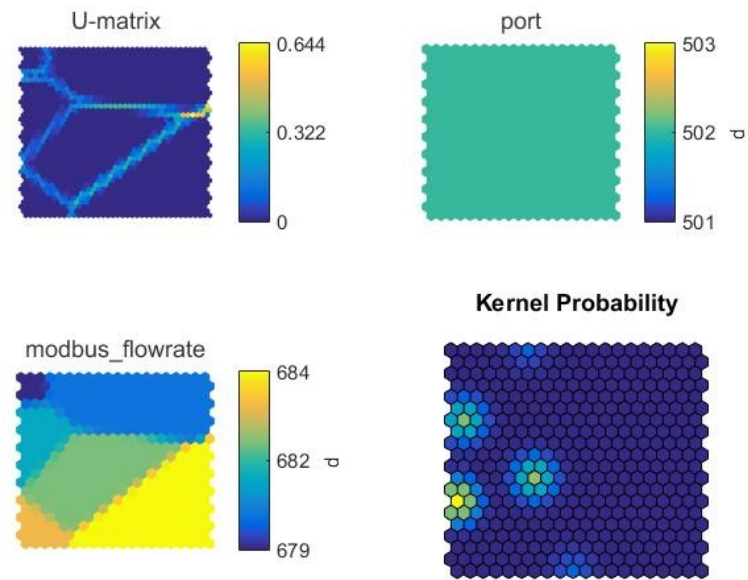 U-matrix
0.644
0.322
0
port
503
502
501
d
Kernel Probability
modbus_flowrate
684
682
679
d